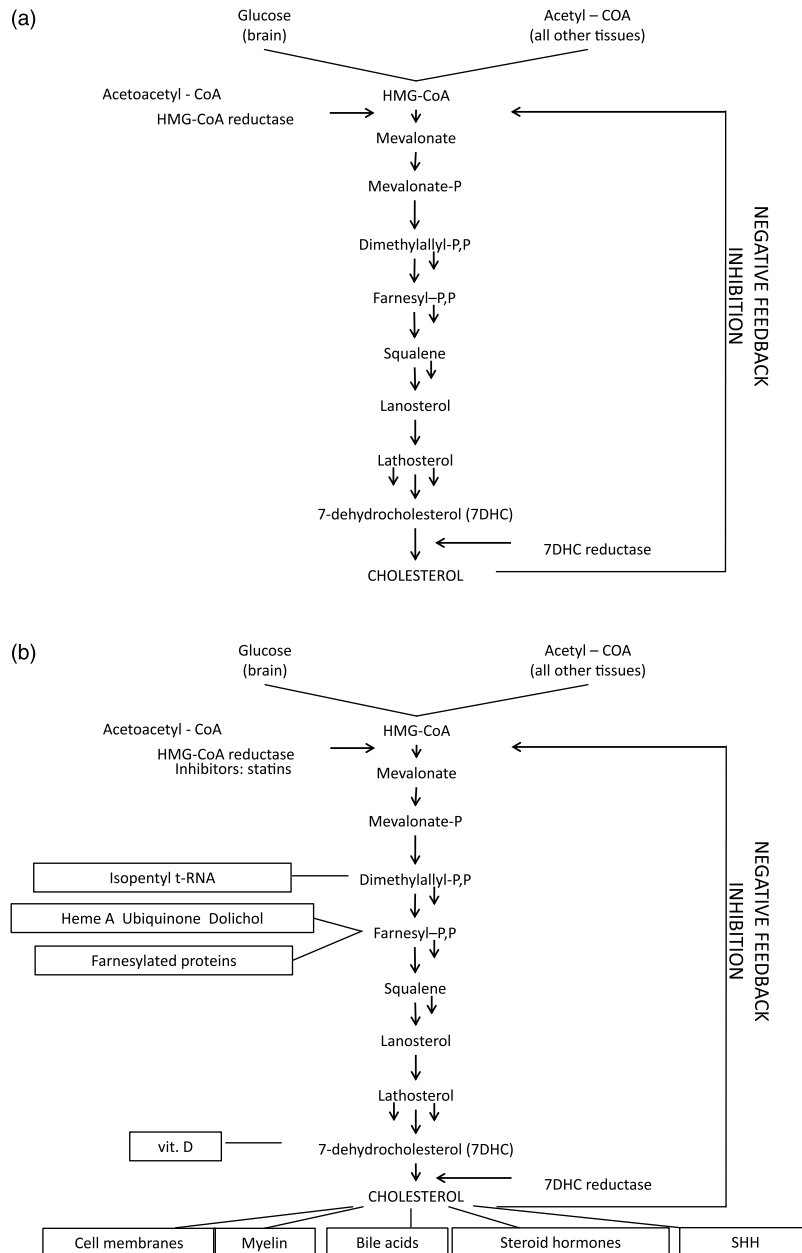 (a)
Glucose
(brain)
Acetyl – COA
(all other tissues)
Acetoacetyl - CoA
HMG-CoA
HMG-CoA reductase
Mevalonate
Mevalonate-P
Dimethylallyl-P,P
Farnesyl–P,P
Squalene
Lanosterol
Lathosterol
7-dehydrocholesterol (7DHC)
7DHC reductase
CHOLESTEROL
NEGATIVE FEEDBACK
INHIBITION
(b)
Glucose
(brain)
Acetyl – COA
(all other tissues)
Acetoacetyl - CoA
HMG-CoA
HMG-CoA reductase
Inhibitors: statins
Mevalonate
Mevalonate-P
Isopentyl t-RNA
Dimethylallyl-P,P
Heme A Ubiquinone Dolichol
Farnesyl–P,P
Farnesylated proteins
Squalene
Lanosterol
Lathosterol
vit. D
7-dehydrocholesterol (7DHC)
7DHC reductase
CHOLESTEROL
NEGATIVE FEEDBACK
INHIBITION
Cell membranes
Myelin
Bile acids
Steroid hormones
SHH